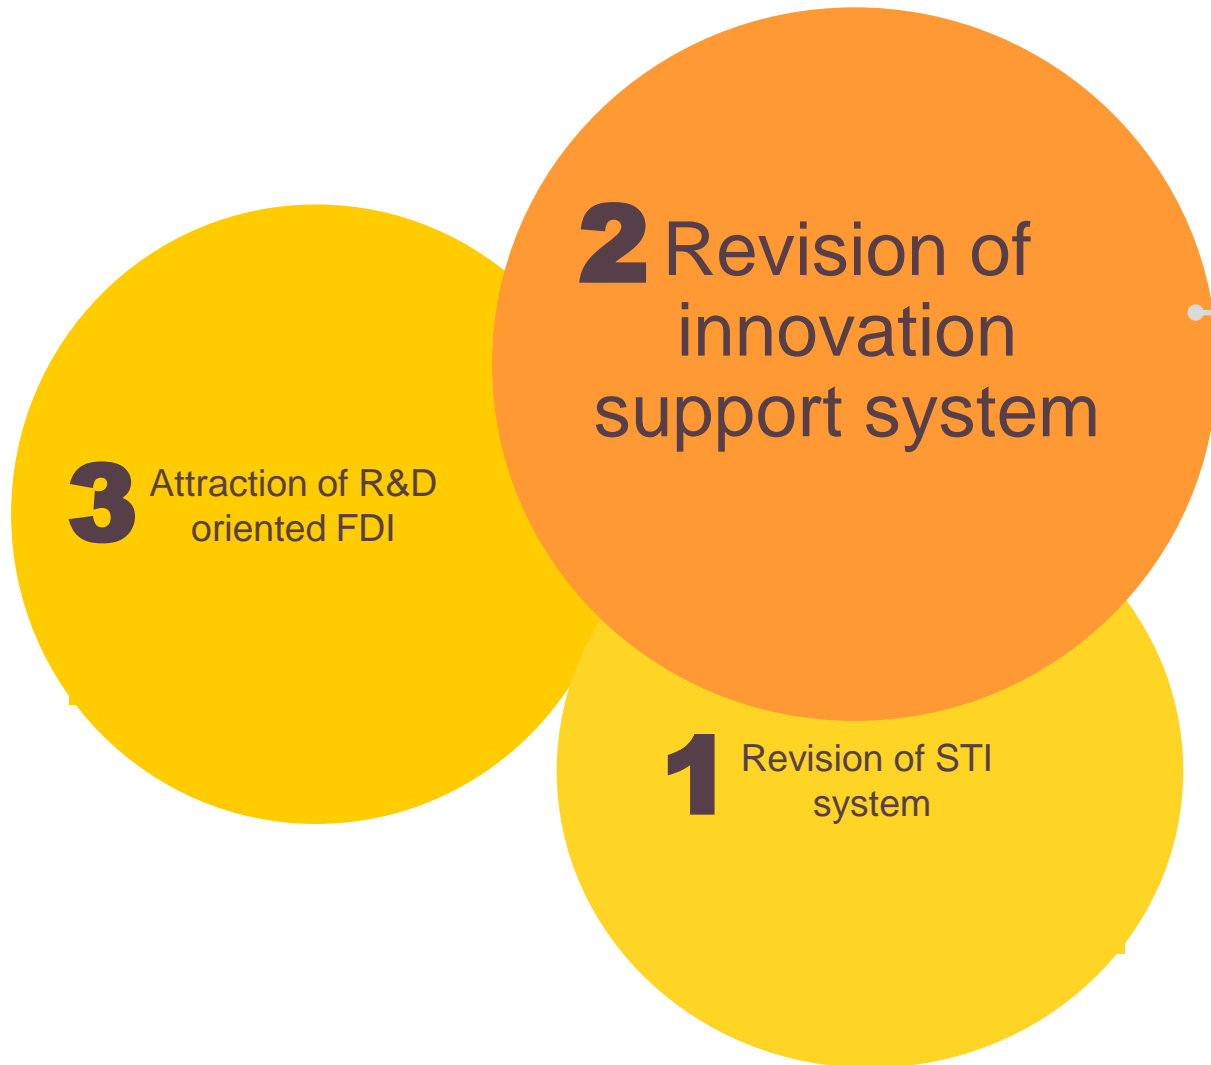 2 Revision of
innovation
support system
3 Attraction of R&D
oriented FDI
1 Revision of STI
system